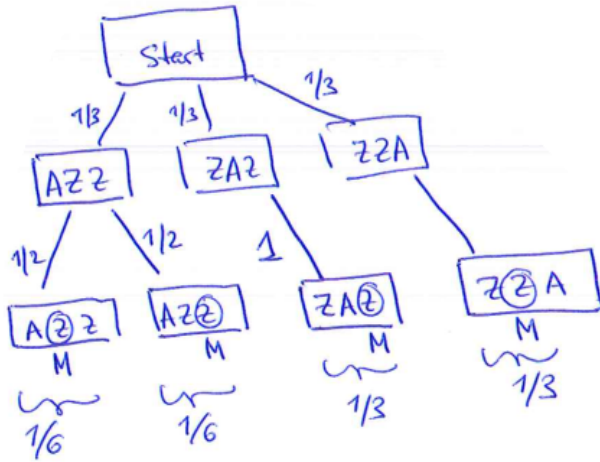 Start
1/3 1/3 1/3
AZZ ZAZ ZZA
1/2 1/2 1
AZZ AZZ ZAZ ZZA
M M M M
1/6 1/6 1/3 1/3